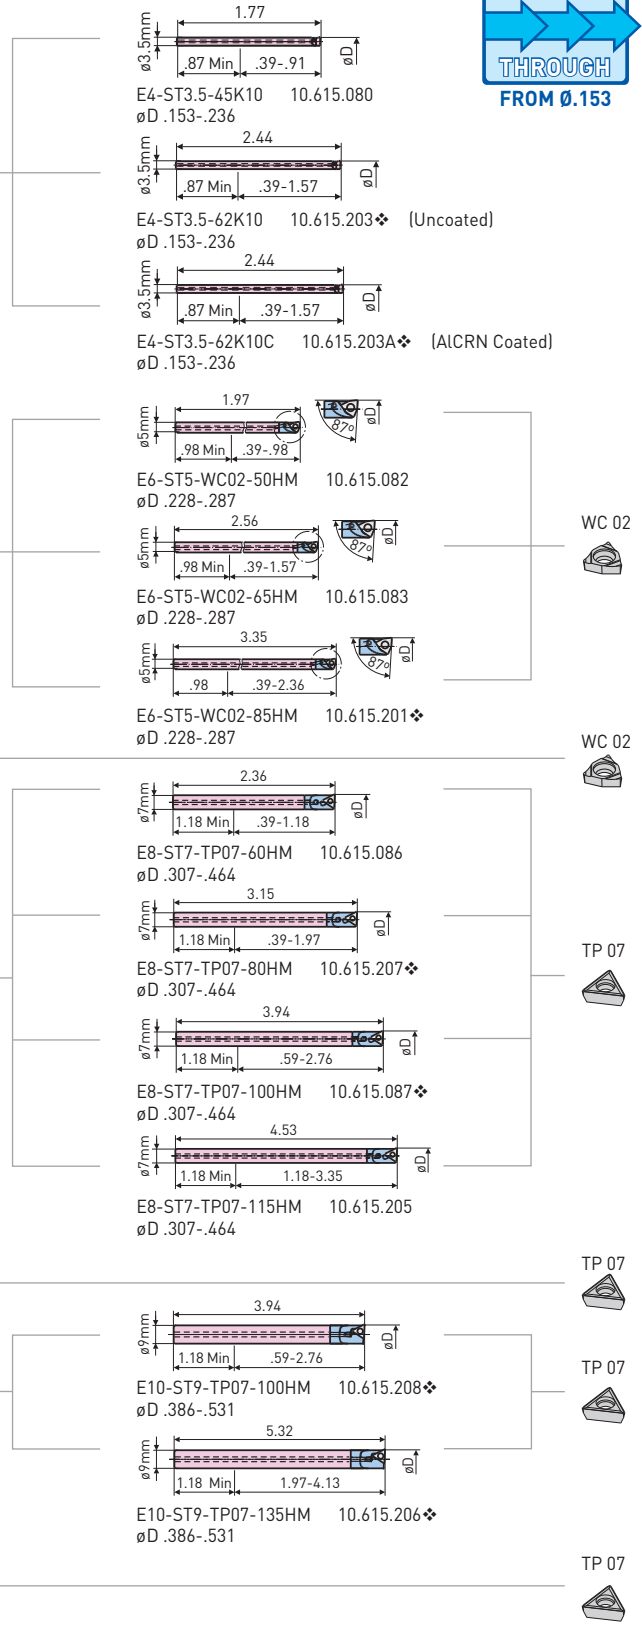 THROUGH
FROM Ø.153
1.77
ø3.5mm
øD
.87 Min .39-.91
E4-ST3.5-45K10 10.615.080
øD .153-.236
2.44
ø3.5mm
øD
.87 Min .39-1.57
E4-ST3.5-62K10 10.615.203❖ (Uncoated)
øD .153-.236
2.44
ø3.5mm
øD
.87 Min .39-1.57
E4-ST3.5-62K10C 10.615.203A❖ (AlCRN Coated)
øD .153-.236
1.97
ø5mm
87º
øD
.98 Min .39-.98
E6-ST5-WC02-50HM 10.615.082
øD .228-.287
2.56
ø5mm
87º
øD
.98 Min .39-1.57
E6-ST5-WC02-65HM 10.615.083
øD .228-.287
WC 02
3.35
ø5mm
87º
øD
.98 .39-2.36
E6-ST5-WC02-85HM 10.615.201❖
øD .228-.287
WC 02
2.36
ø7mm
øD
1.18 Min .39-1.18
E8-ST7-TP07-60HM 10.615.086
øD .307-.464
3.15
ø7mm
øD
1.18 Min .39-1.97
E8-ST7-TP07-80HM 10.615.207❖
øD .307-.464
TP 07
3.94
ø7mm
øD
1.18 Min .59-2.76
E8-ST7-TP07-100HM 10.615.087❖
øD .307-.464
4.53
ø7mm
øD
1.18 Min 1.18-3.35
E8-ST7-TP07-115HM 10.615.205
øD .307-.464
TP 07
3.94
ø9mm
øD
1.18 Min .59-2.76
E10-ST9-TP07-100HM 10.615.208❖
øD .386-.531
TP 07
5.32
ø9mm
øD
1.18 Min 1.97-4.13
E10-ST9-TP07-135HM 10.615.206❖
øD .386-.531
TP 07